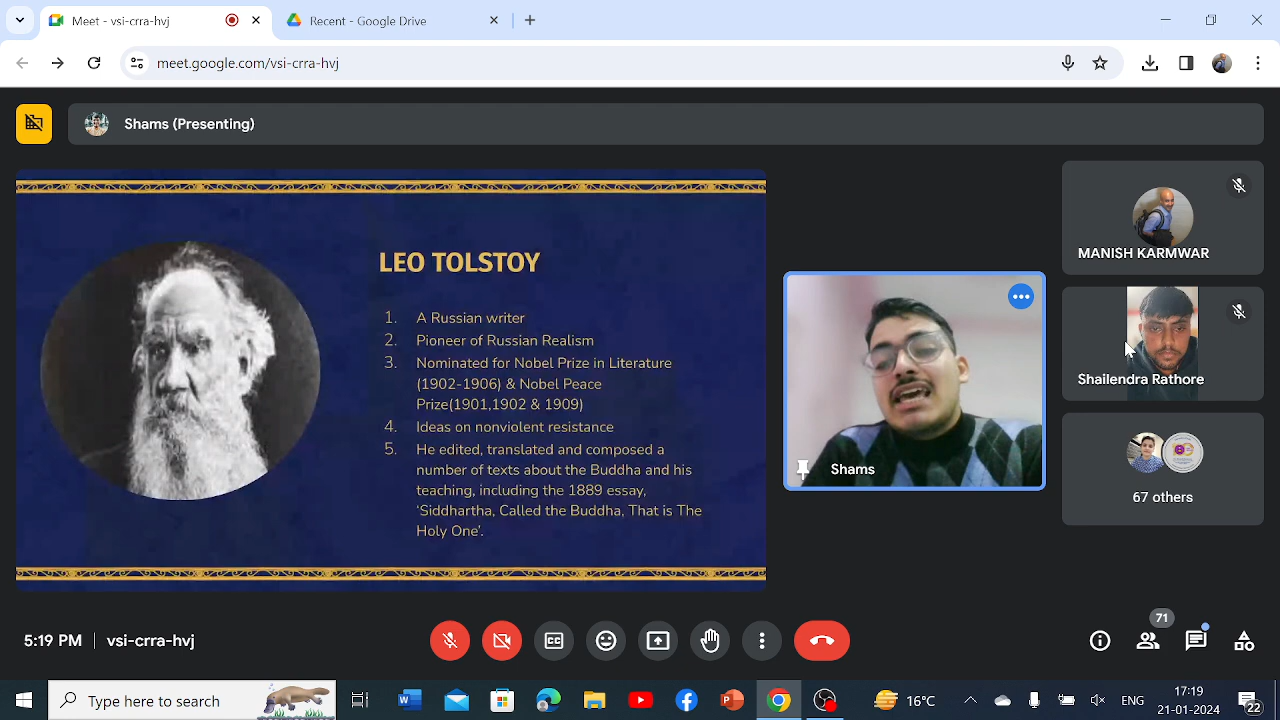 Meet - vsi-crra-hvj
Recent - Google Drive
meet.google.com/vsi-crra-hvj
Shams (Presenting)
LEO TOLSTOY
1. A Russian writer
2. Pioneer of Russian Realism
3. Nominated for Nobel Prize in Literature
(1902-1906) & Nobel Peace
Prize(1901,1902 & 1909)
4. Ideas on nonviolent resistance
5. He edited, translated and composed a
number of texts about the Buddha and his
teaching, including the 1889 essay,
‘Siddhartha, Called the Buddha, That is The
Holy One’.
Shams
MANISH KARMWAR
Shailendra Rathore
67 others
5:19 PM | vsi-crra-hvj
CC
71
Type here to search
W
P
16°C
ENG
17:19
21-01-2024
22